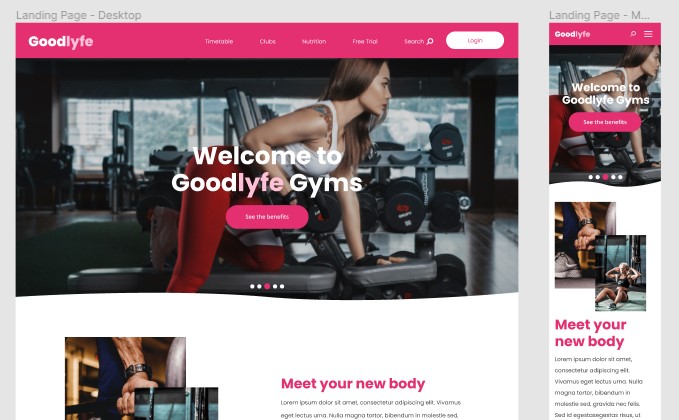 Landing Page - Desktop
Goodlyfe
Timetable
Clubs
Nutrition
Free Trial
Search
Login
Welcome to
Goodlyfe Gyms
See the benefits
Meet your new body
Lorem ipsum dolor sit amet, consectetur adipiscing elit. Vivamus
eget lectus urna. Mauris magna tortor, bibendum in molestie sed,
Landing Page - M...
Goodlyfe
Welcome to
Goodlyfe Gyms
See the benefits
Meet your
new body
Lorem ipsum dolor sit amet,
consectetur adipiscing elit.
Vivamus eget lectus urna. Mauris
magna tortor, bibendum in
molestie sed, gravida nec felis.
Sed id egestasegestas risus, ut